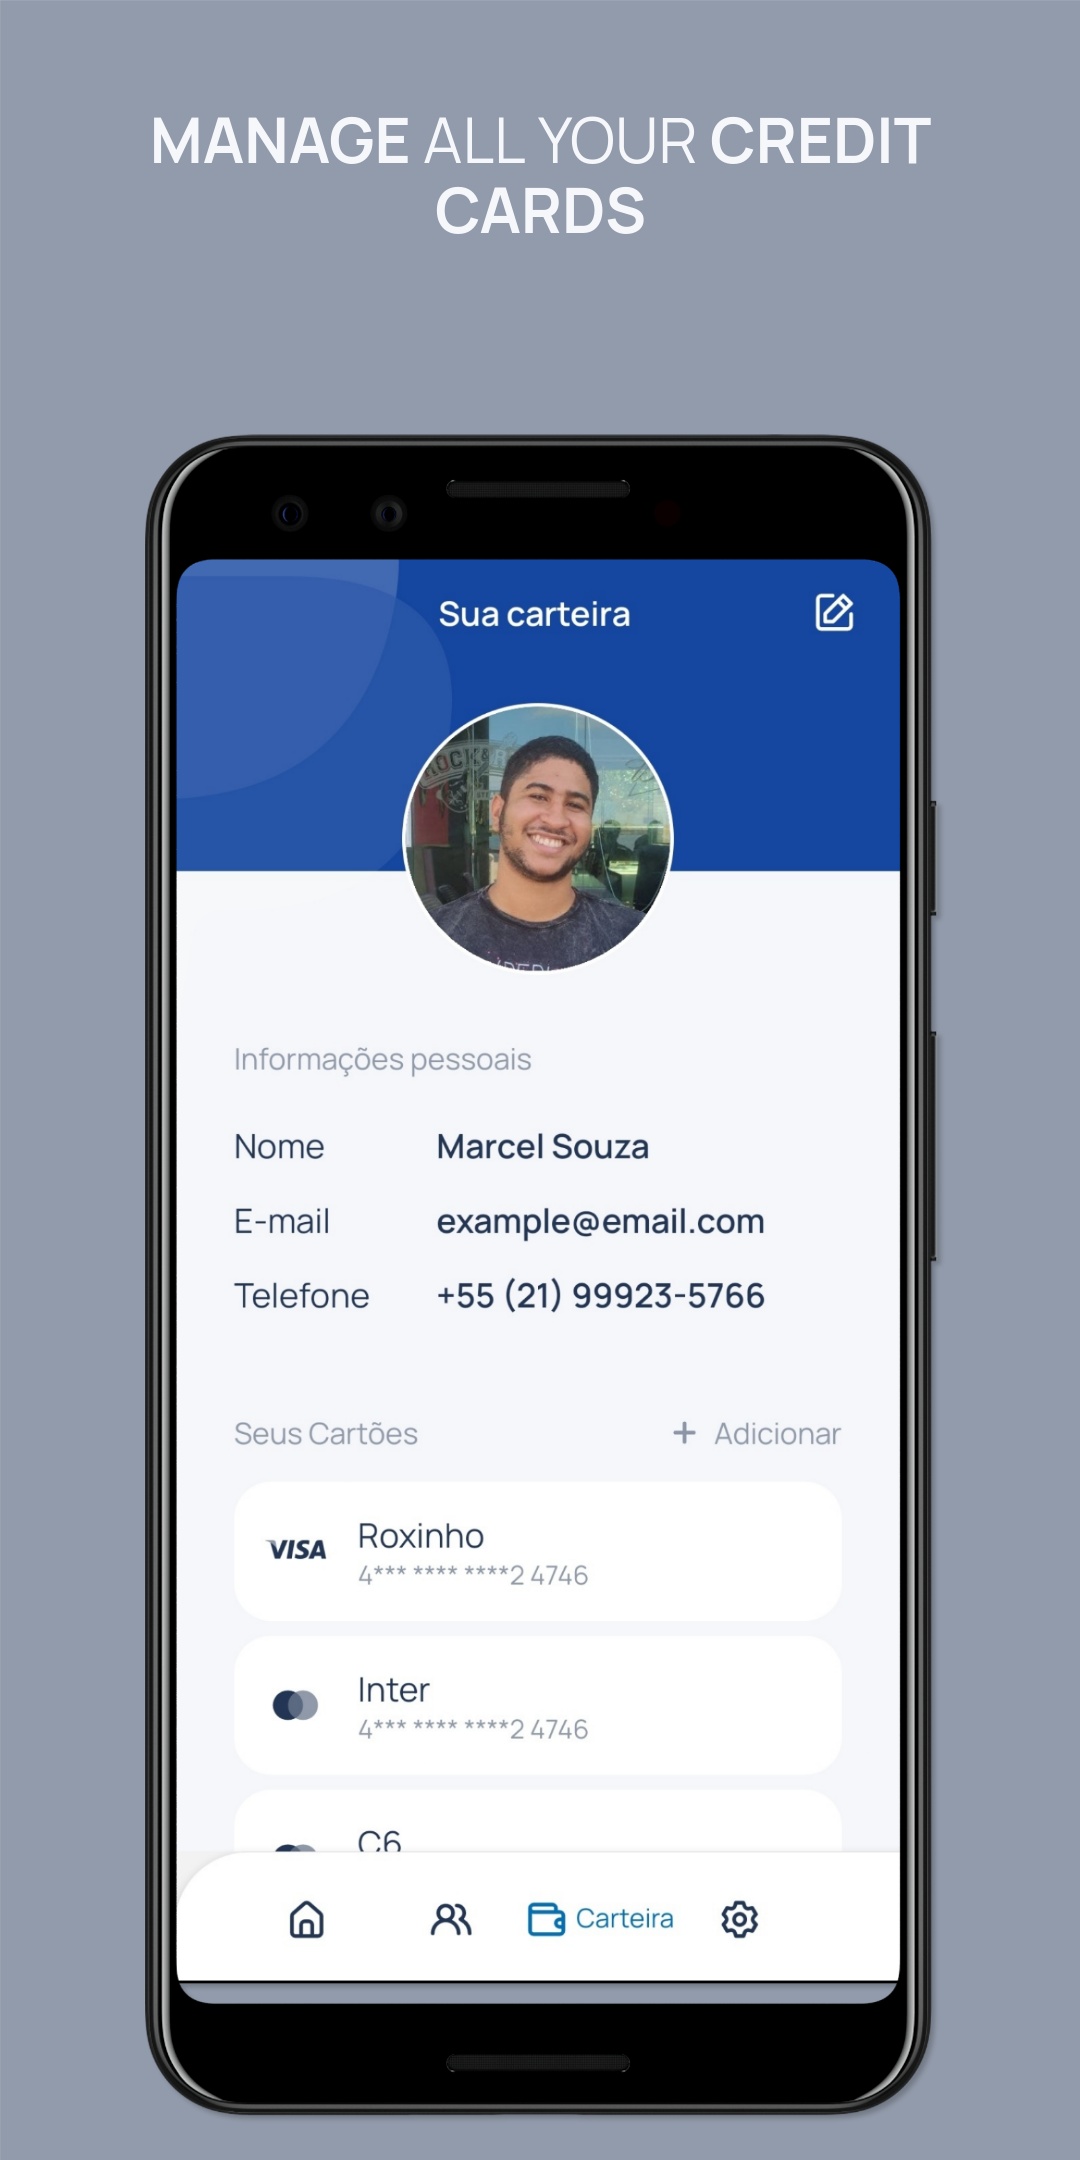 MANAGE ALL YOUR CREDIT
CARDS
Sua carteira
Informações pessoais
Nome Marcel Souza
E-mail example@email.com
Telefone +55 (21) 99923-5766
Seus Cartões + Adicionar
VISA Roxinho
4*** **** ****2 4746
Inter
4*** **** ****2 4746
C6
Carteira